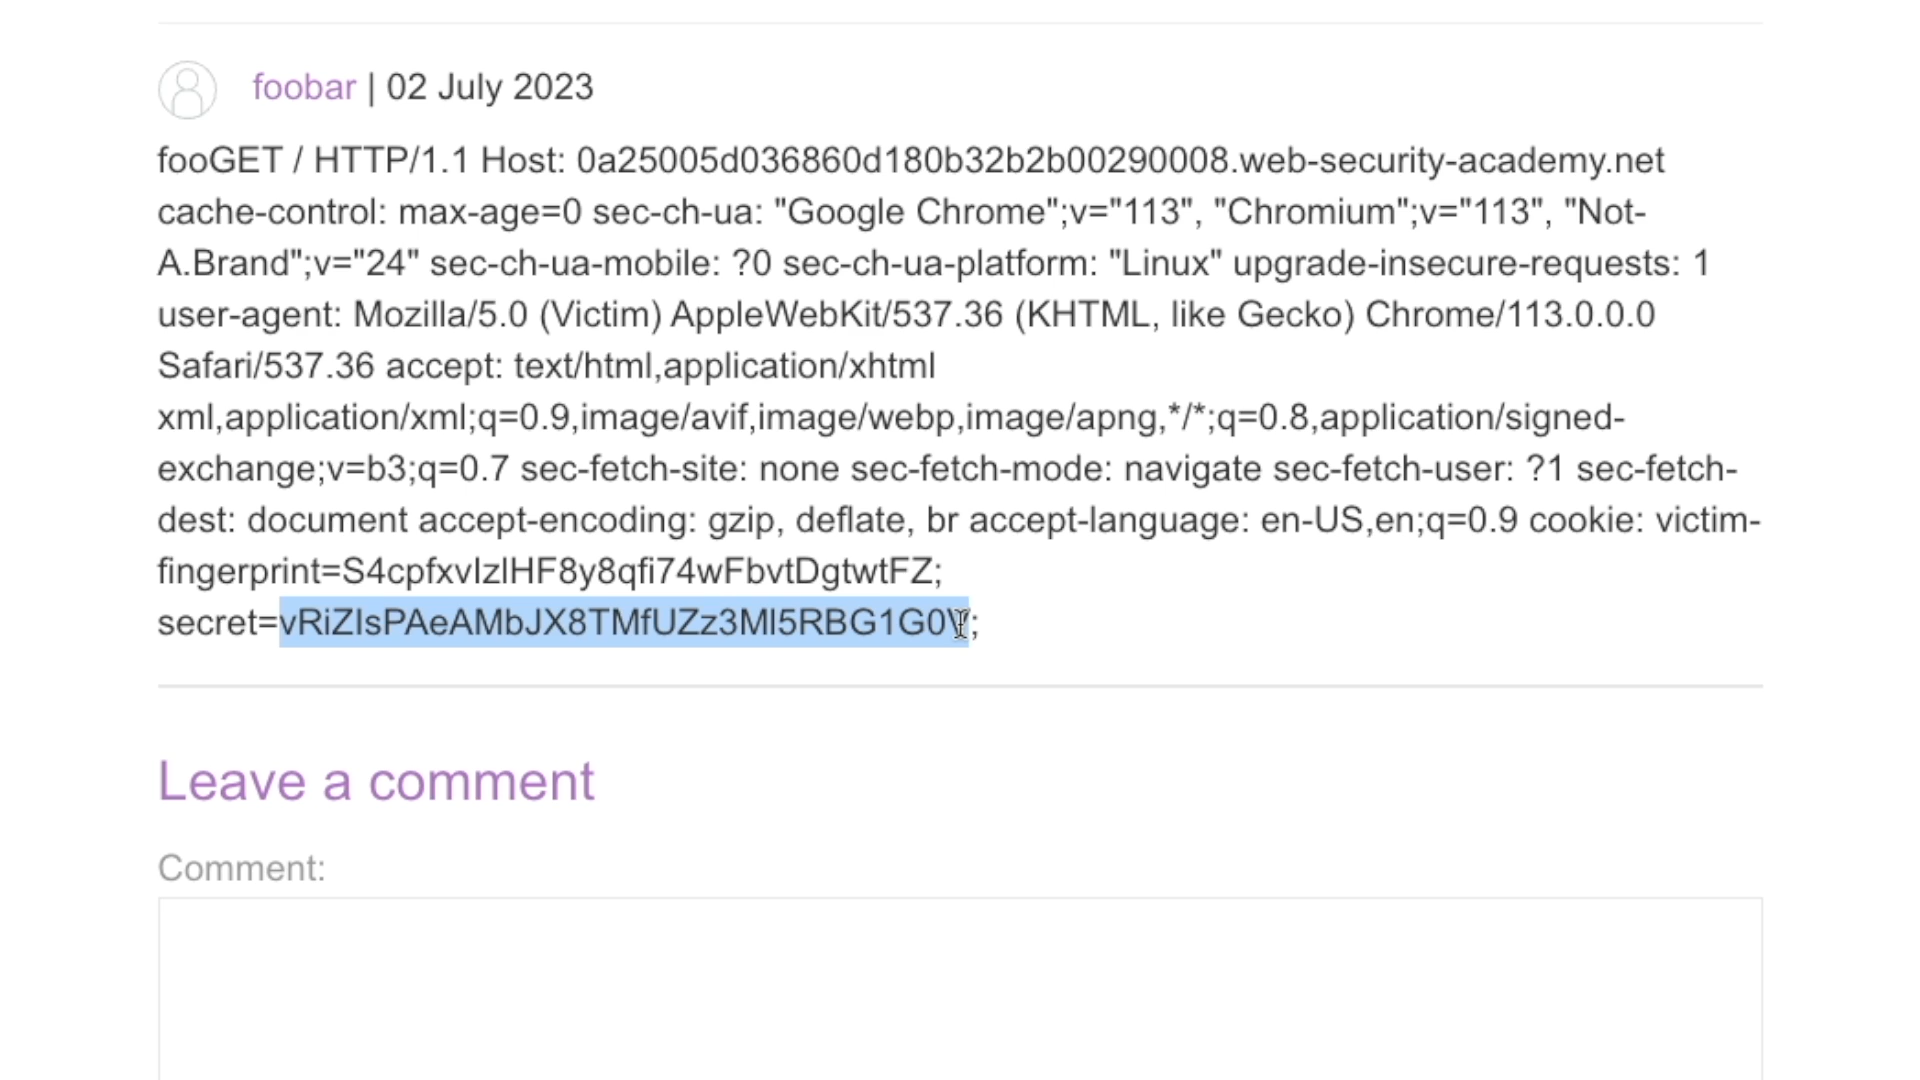 foobar | 02 July 2023
fooGET / HTTP/1.1 Host: 0a25005d036860d180b32b2b00290008.web-security-academy.net
cache-control: max-age=0 sec-ch-ua: "Google Chrome";v="113", "Chromium";v="113", "Not-
A.Brand";v="24" sec-ch-ua-mobile: ?0 sec-ch-ua-platform: "Linux" upgrade-insecure-requests: 1
user-agent: Mozilla/5.0 (Victim) AppleWebKit/537.36 (KHTML, like Gecko) Chrome/113.0.0.0
Safari/537.36 accept: text/html,application/xhtml
xml,application/xml;q=0.9,image/avif,image/webp,image/apng,*/*;q=0.8,application/signed-
exchange;v=b3;q=0.7 sec-fetch-site: none sec-fetch-mode: navigate sec-fetch-user: ?1 sec-fetch-
dest: document accept-encoding: gzip, deflate, br accept-language: en-US,en;q=0.9 cookie: victim-
fingerprint=S4cpfxvIzlHF8y8qfi74wFbvtDgtwtFZ;
secret=vRiZIsPAeAMbJX8TMfUZz3Ml5RBG1G0V;
Leave a comment
Comment: